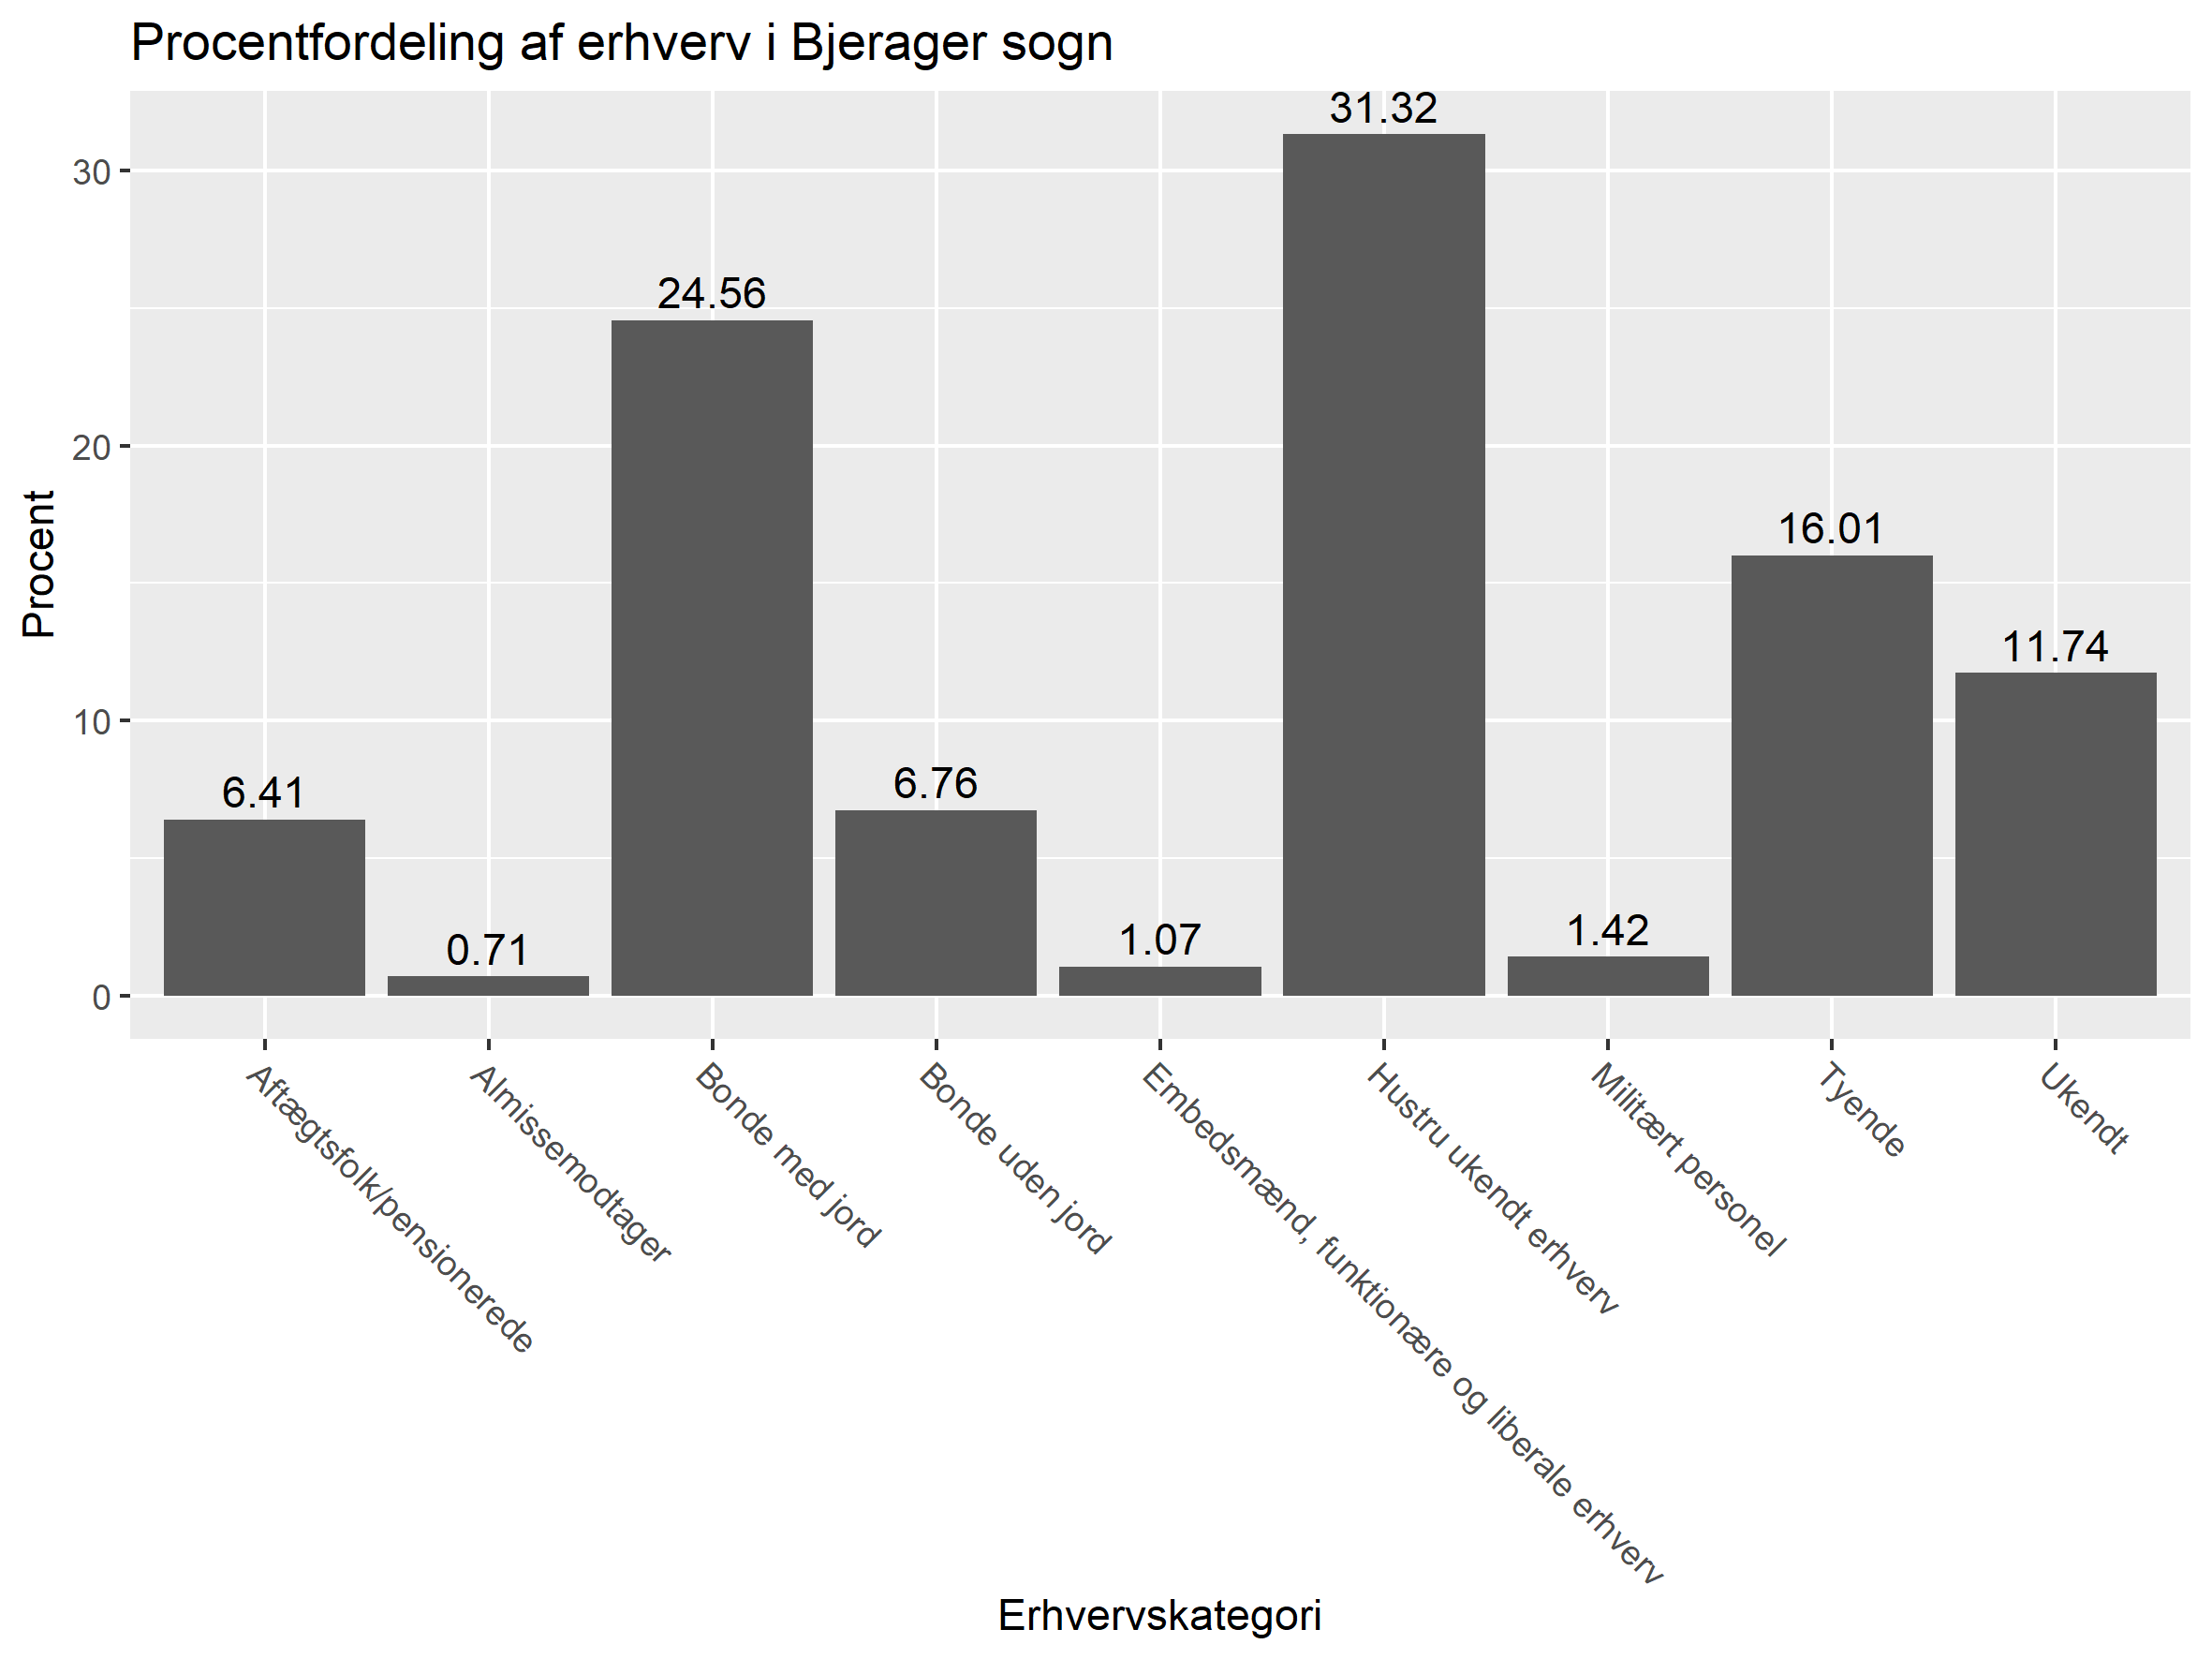 Procentfordeling af erhverv i Bjerager sogn
Procent
30
20
10
0
6.41
0.71
24.56
6.76
1.07
31.32
1.42
16.01
11.74
Aftægtsfolk/pensionerede
Almissemodtager
Bonde med jord
Bonde uden jord
Embedsmænd, funktionære og liberale erhverv
Hustru ukendt erhverv
Militært personel
Tyende
Ukendt
Erhvervskategori